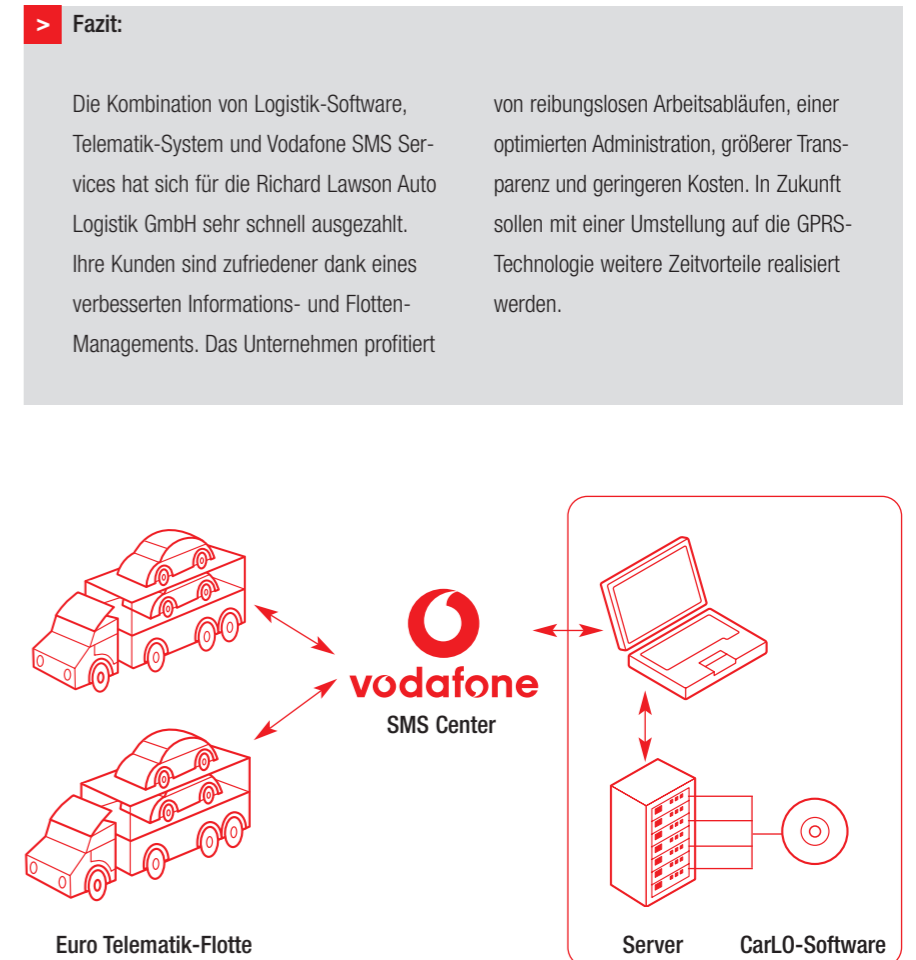 > Fazit:
Die Kombination von Logistik-Software,
Telematik-System und Vodafone SMS Ser-
vices hat sich für die Richard Lawson Auto
Logistik GmbH sehr schnell ausgezahlt.
Ihre Kunden sind zufriedener dank eines
verbesserten Informations- und Flotten-
Managements. Das Unternehmen profitiert
von reibungslosen Arbeitsabläufen, einer
optimierten Administration, größerer Trans-
parenz und geringeren Kosten. In Zukunft
sollen mit einer Umstellung auf die GPRS-
Technologie weitere Zeitvorteile realisiert
werden.
vodafone
SMS Center
Euro Telematik-Flotte
Server
CarLO-Software